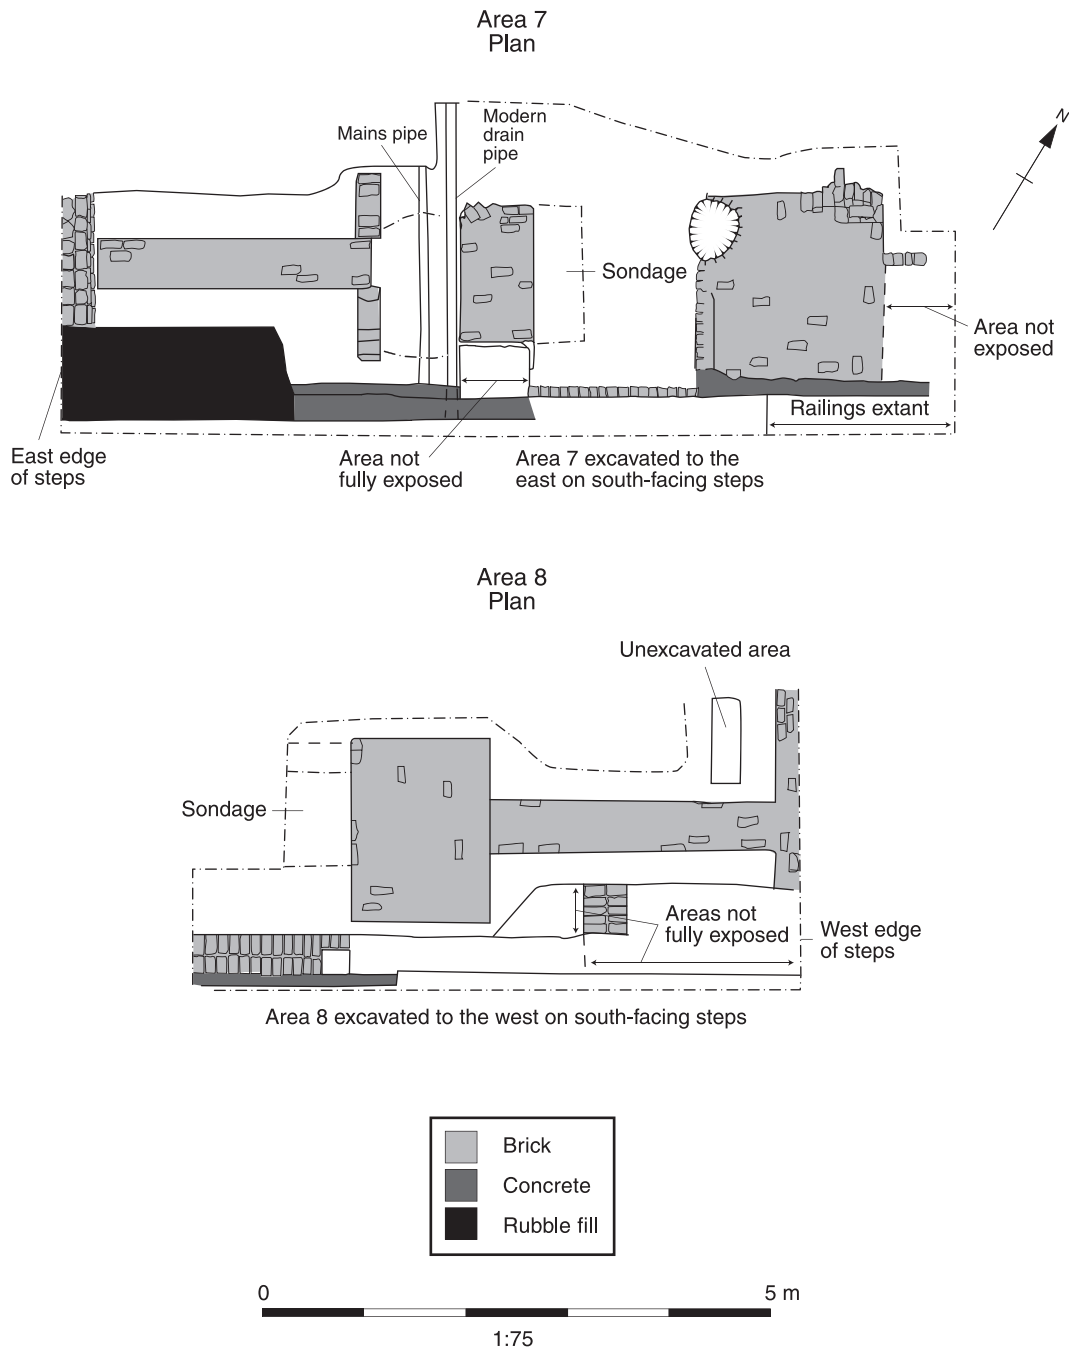 Area 7
Plan
N
Mains pipe
Modern
drain
pipe
Sondage
Area not
exposed
Railings extant
East edge
of steps
Area not
fully exposed
Area 7 excavated to the
east on south-facing steps
Area 8
Plan
Unexcavated area
Sondage
Areas not
fully exposed
West edge
of steps
Area 8 excavated to the west on south-facing steps
Brick
Concrete
Rubble fill
0
5 m
1:75